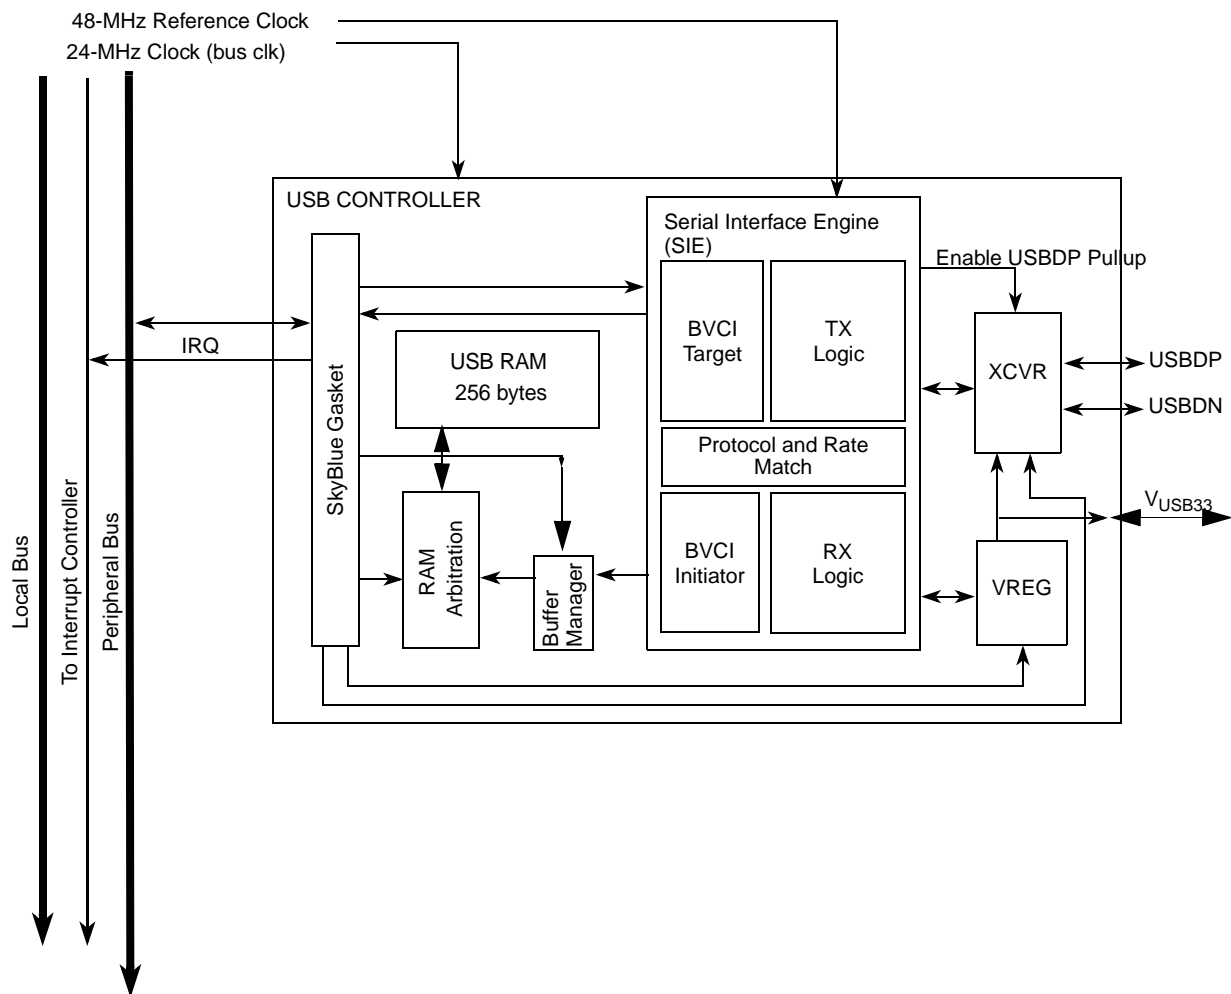 48-MHz Reference Clock
24-MHz Clock (bus clk)
USB CONTROLLER
Serial Interface Engine
(SIE)
Enable USBDP Pullup
BVCI
Target
TX
Logic
XCVR
USBDP
USBDN
IRQ
USB RAM
256 bytes
SkyBlue Gasket
Protocol and Rate
Match
VUSB33
RAM
Arbitration
Buffer
Manager
BVCI
Initiator
RX
Logic
VREG
Local Bus
To Interrupt Controller
Peripheral Bus